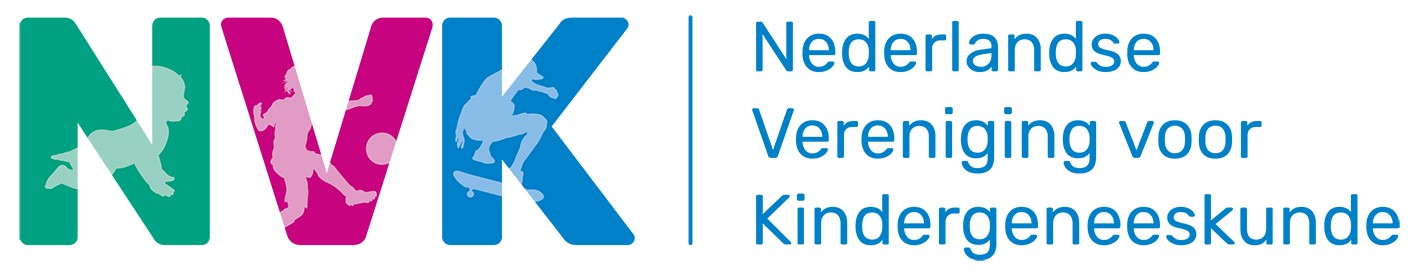 NVK
Nederlandse
Vereniging voor
Kindergeneeskunde